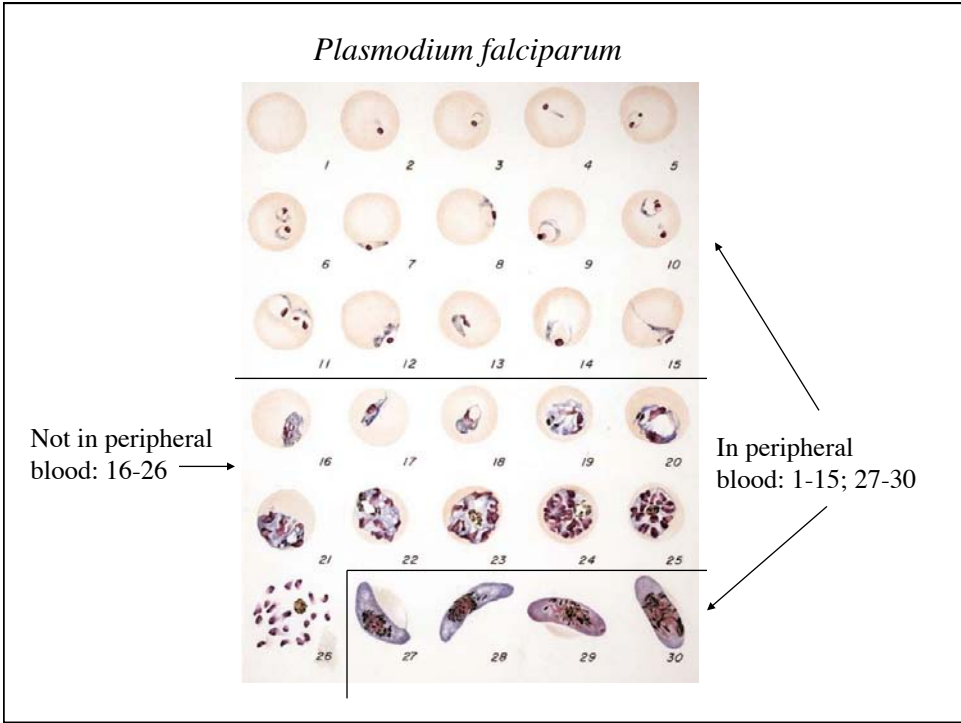 Plasmodium falciparum
1 2 3 4 5
6 7 8 9 10
11 12 13 14 15
Not in peripheral
blood: 16-26
16 17 18 19 20
In peripheral
blood: 1-15; 27-30
21 22 23 24 25
26 27 28 29 30